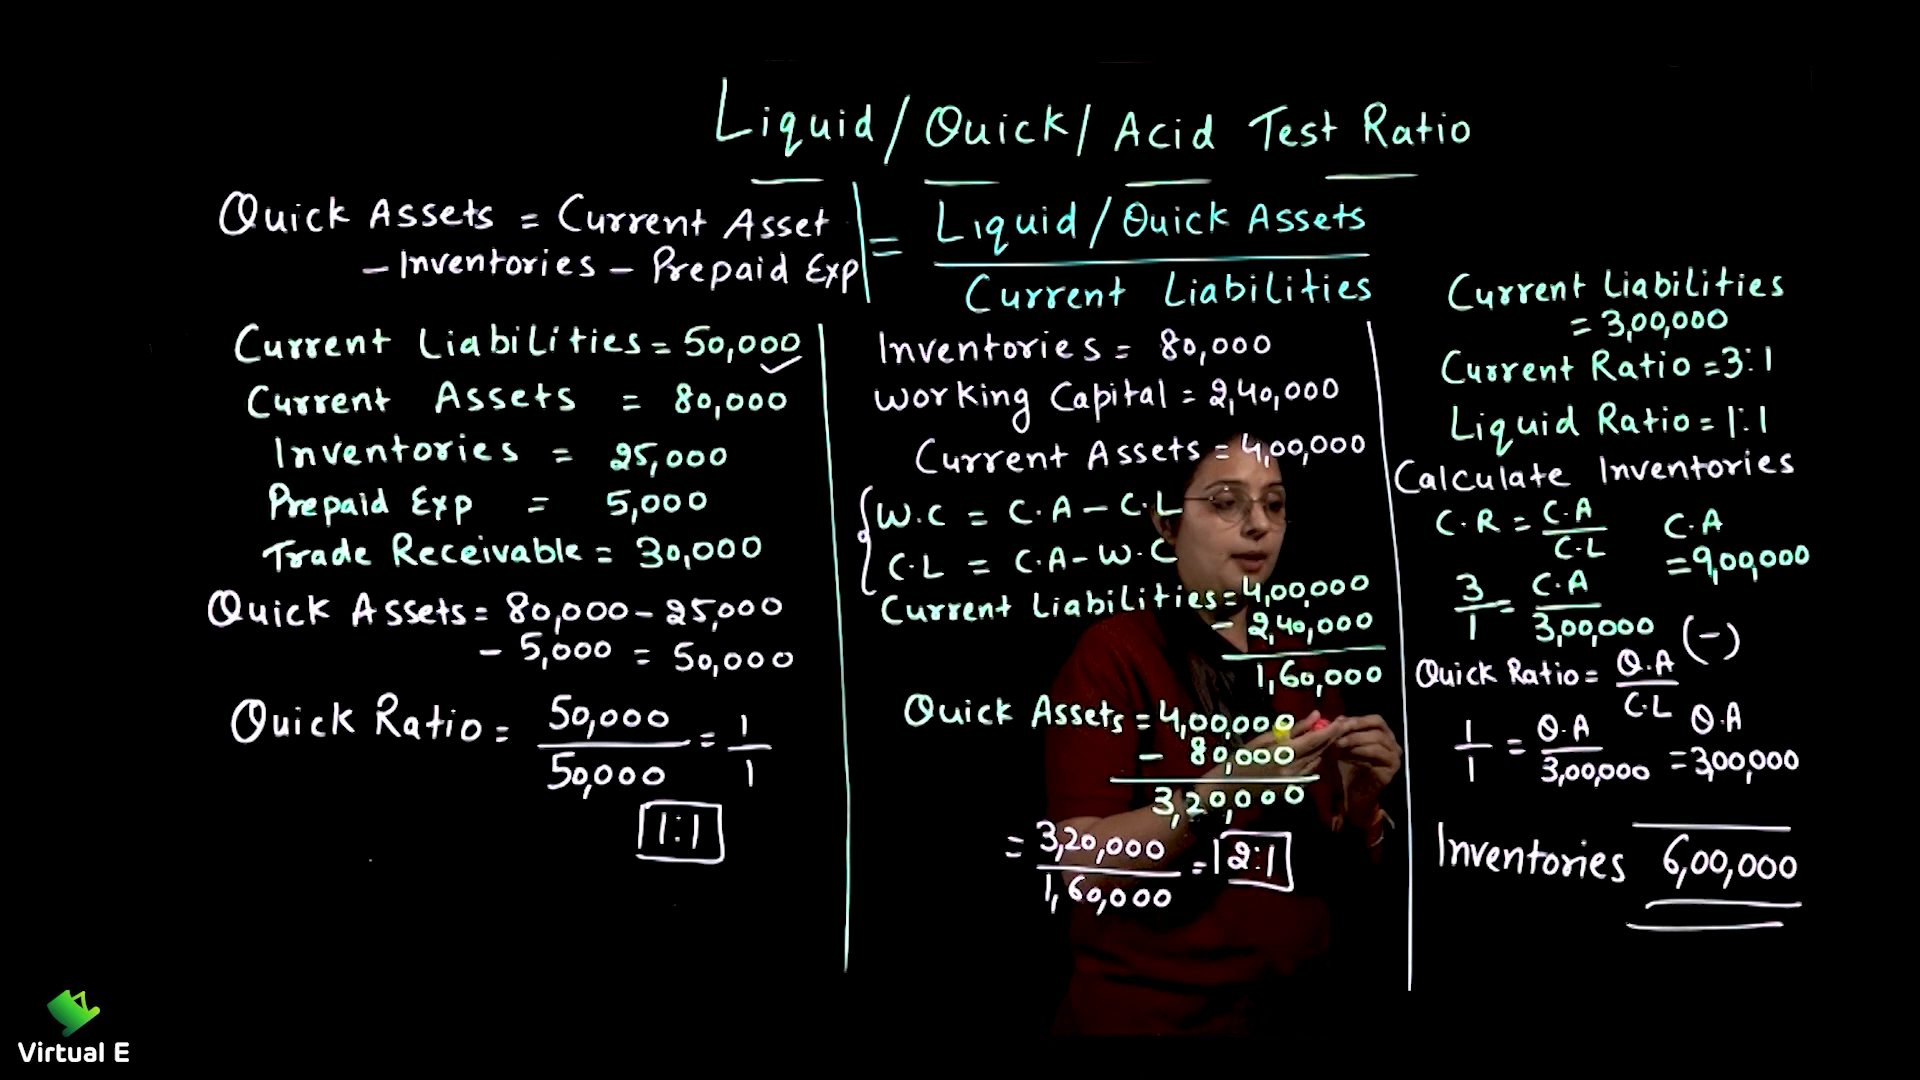 Liquid/Quick/Acid Test Ratio
Quick Assets = Current Asset
- Inventories - Prepaid Exp
= Liquid/Quick Assets
Current Liabilities
Current Liabilities = 50,000
Current Assets = 80,000
Inventories = 25,000
Prepaid Exp = 5,000
Trade Receivable = 30,000
Quick Assets = 80,000 - 25,000
- 5,000 = 50,000
Quick Ratio = 50,000 / 50,000 = 1/1
1:1
Inventories = 80,000
Working Capital = 2,40,000
Current Assets = 4,00,000
W.C = C.A - C.L
C.L = C.A - W.C
Current Liabilities = 4,00,000
- 2,40,000
1,60,000
Quick Assets = 4,00,000
- 80,000
3,20,000
= 3,20,000 / 1,60,000 = 2:1
Current Liabilities
= 3,00,000
Current Ratio = 3:1
Liquid Ratio = 1:1
Calculate Inventories
C.R = C.A / C.L
C.A
= 9,00,000
3/1 = C.A / 3,00,000
(-)
Quick Ratio = Q.A / C.L
1/1 = Q.A / 3,00,000
Q.A
= 3,00,000
Inventories 6,00,000
Virtual E